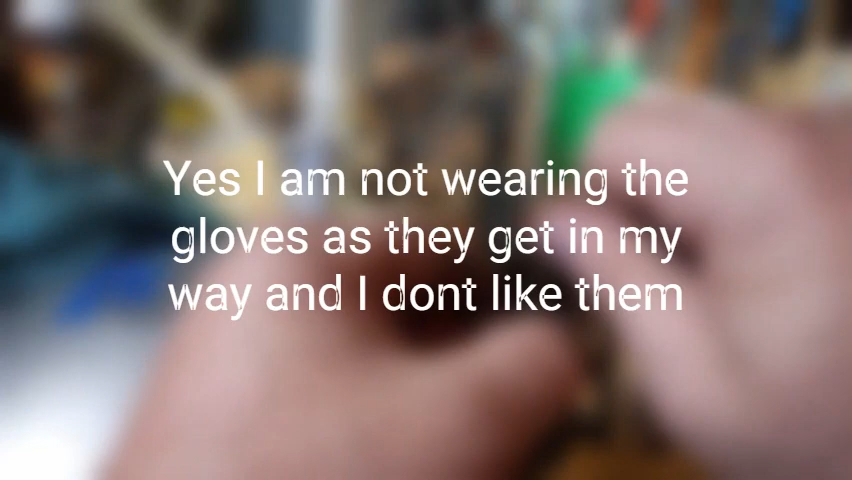 Yes I am not wearing the
gloves as they get in my
way and I dont like them